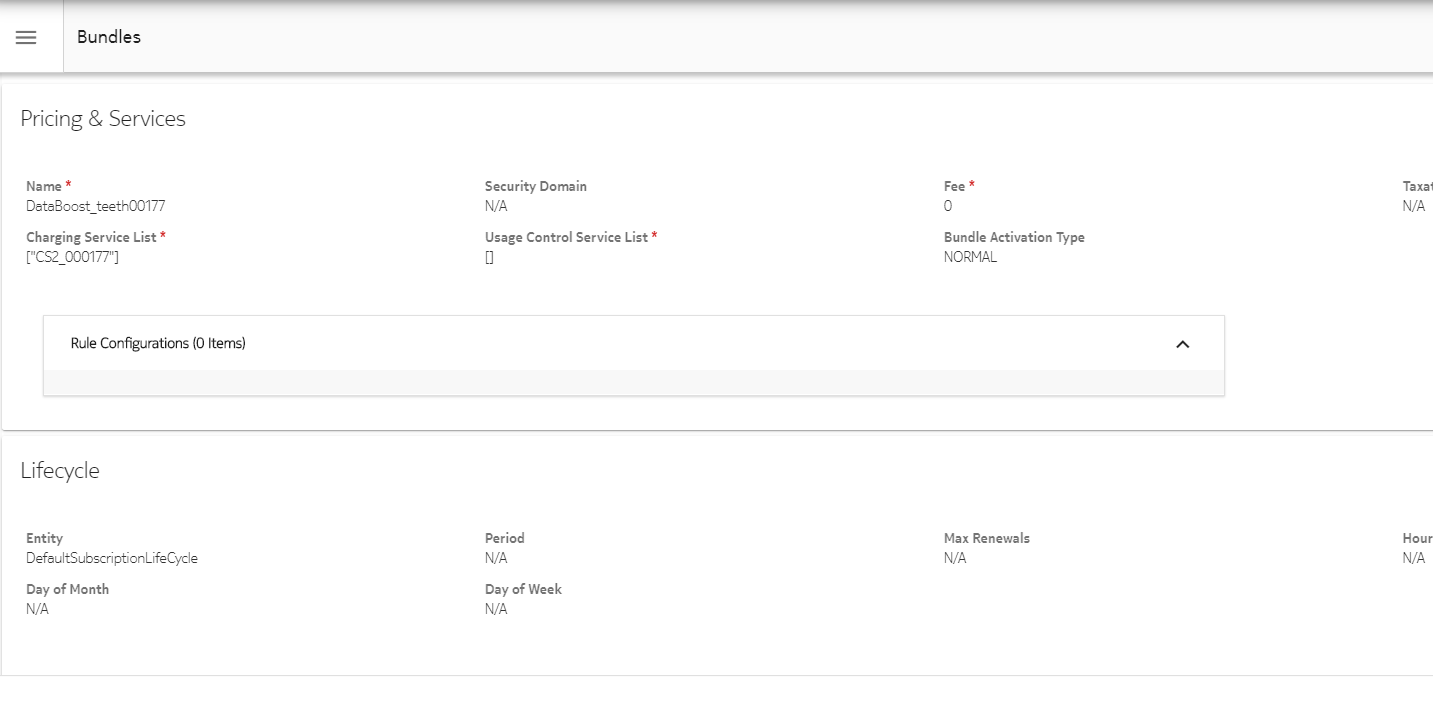 Bundles
Pricing & Services
Name * Security Domain Fee *
DataBoost_teeth00177 N/A 0 N/A
Charging Service List * Usage Control Service List * Bundle Activation Type
["CS2_000177"] [] NORMAL
Rule Configurations (0 Items)
Lifecycle
Entity Period Max Renewals Hour
DefaultSubscriptionLifeCycle N/A N/A N/A
Day of Month Day of Week
N/A N/A